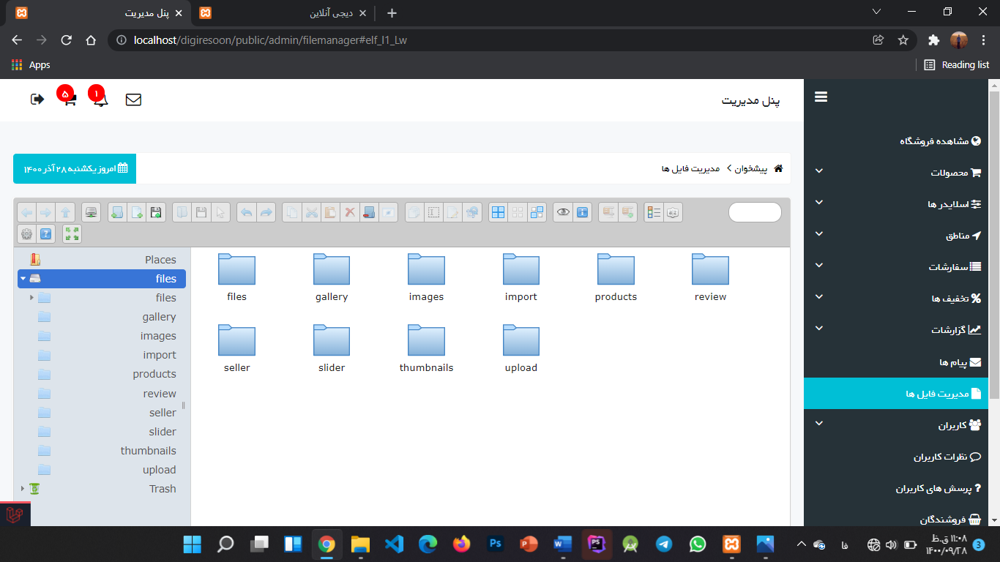 پنل مدیریت
دیجی آنلاین
localhost/digiresoon/public/admin/filemanager#elf_l1_Lw
Apps
Reading list
۵
۱
پنل مدیریت
پیشخوان
مدیریت فایل ها
امروز یکشنبه ۲۸ آذر ۱۴۰۰
مشاهده فروشگاه
محصولات
اسلایدر ها
مناطق
سفارشات
تخفیف ها
گزارشات
پیام ها
مدیریت فایل ها
کاربران
نظرات کاربران
پرسش های کاربران
فروشندگان
Places
files
files
gallery
images
import
products
review
seller
slider
thumbnails
upload
Trash
files
gallery
images
import
products
review
seller
slider
thumbnails
upload
فا
۱۱:۰۸ ق.ظ
۱۴۰۰/۰۹/۲۸
3